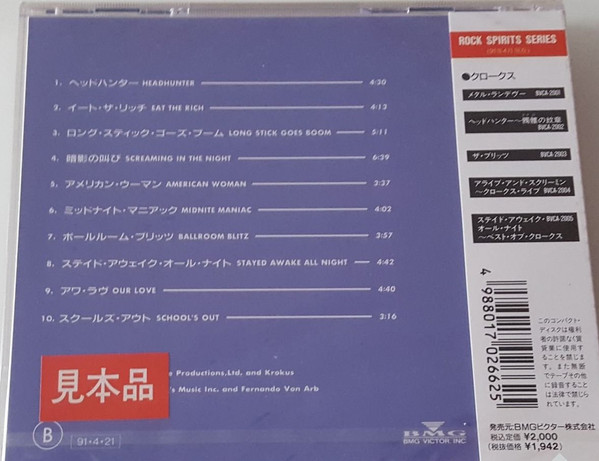 1. ヘッドハンター HEADHUNTER 4:30
2. イート・ザ・リッチ EAT THE RICH 4:13
3. ロング・スティック・ゴーズ・ブーム LONG STICK GOES BOOM 5:11
4. 暗影の叫び SCREAMING IN THE NIGHT 6:39
5. アメリカン・ウーマン AMERICAN WOMAN 3:37
6. ミッドナイト・マニアック MIDNITE MANIAC 4:02
7. ボールルーム・ブリッツ BALLROOM BLITZ 3:57
8. ステイド・アウェイク・オール・ナイト STAYED AWAKE ALL NIGHT 4:42
9. アワ・ラヴ OUR LOVE 4:40
10. スクールズ・アウト SCHOOL'S OUT 3:16
Productions,Ltd. and Krokus
Music Inc. and Fernando Von Arb
見本品
B
91・4・21
BMG
BMG VICTOR, INC.
ROCK SPIRITS SERIES
●クロークス
メタル・ランデヴー BVCA-2001
ヘッドハンター〜髑髏の紋章
BVCA-2002
ザ・ブリッツ BVCA-2003
アライブ・アンド・スクリーミン
〜クロークス・ライブ BVCA-2004
ステイド・アウェイク・ BVCA-2005
オール・ナイト
〜ベスト・オブ・クロークス
4 988017 026625
このコンパクト・
ディスクは権利
者の許諾なく賃
貸業に使用す
ることを禁じま
す。また無断
でテープその他
に録音すること
は法律で禁じら
れています。
発売元:BMGビクター株式会社
税込定価 ¥2,000
(税抜価格 ¥1,942)